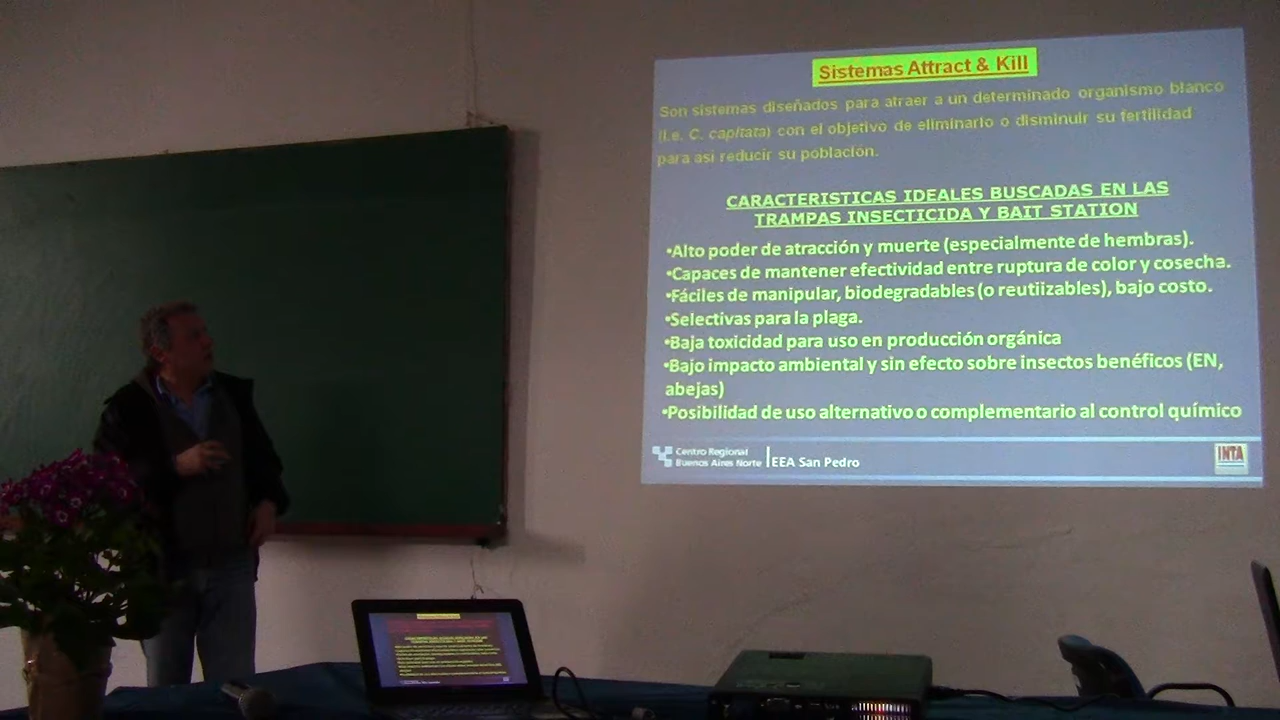 Sistemas Attract & Kill
Son sistemas diseñados para atraer a un determinado organismo blanco
(i.e. C. capitata) con el objetivo de eliminarlo o disminuir su fertilidad
para asi reducir su población.
CARACTERISTICAS IDEALES BUSCADAS EN LAS
TRAMPAS INSECTICIDA Y BAIT STATION
•Alto poder de atracción y muerte (especialmente de hembras).
•Capaces de mantener efectividad entre ruptura de color y cosecha.
•Fáciles de manipular, biodegradables (o reutiizables), bajo costo.
•Selectivas para la plaga.
•Baja toxicidad para uso en producción orgánica
•Bajo impacto ambiental y sin efecto sobre insectos benéficos (EN,
abejas)
•Posibilidad de uso alternativo o complementario al control químico
Centro Regional
Buenos Aires Norte
EEA San Pedro
INTA